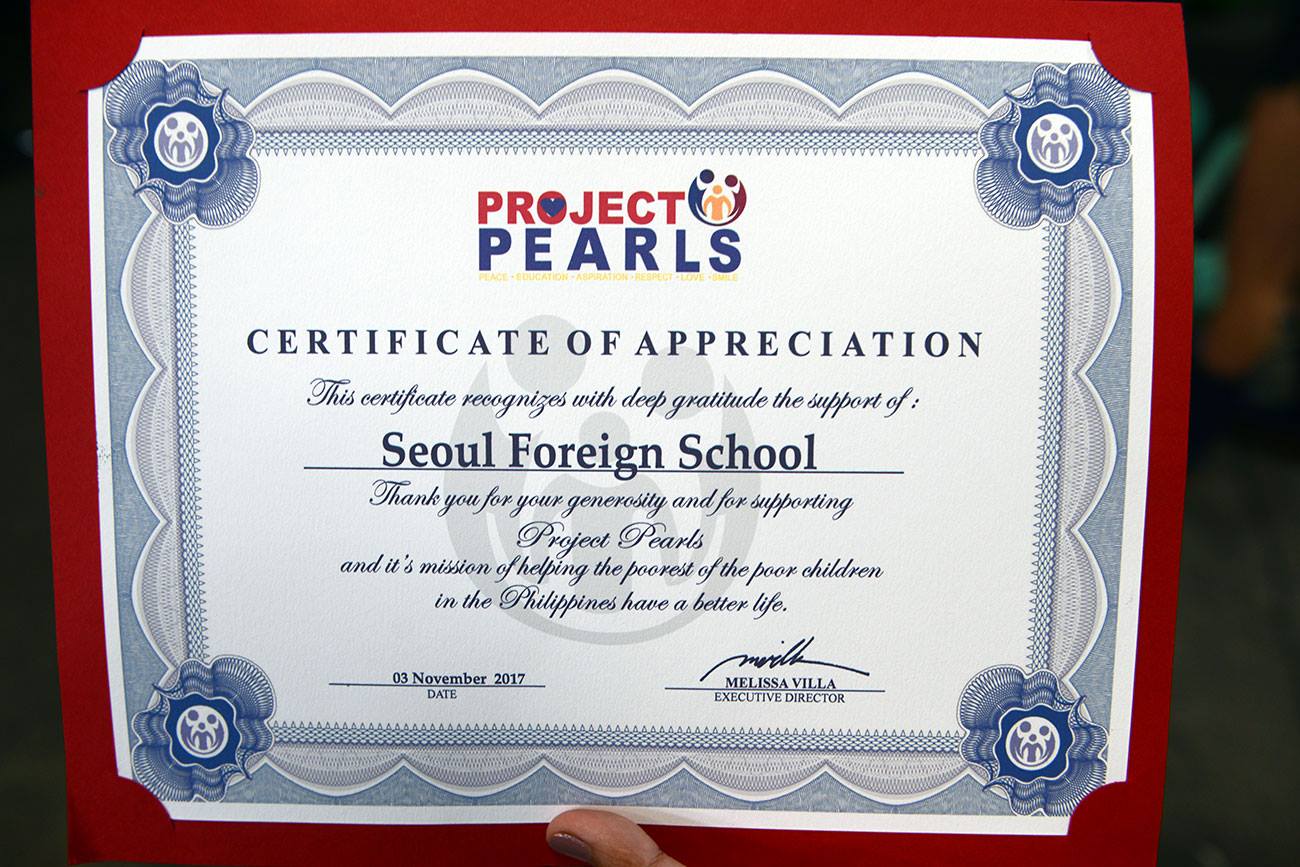 PROJECT
PEARLS
PEACE • EDUCATION • ASPIRATION • RESPECT • LOVE • SMILE
CERTIFICATE OF APPRECIATION
This certificate recognizes with deep gratitude the support of :
Seoul Foreign School
Thank you for your generosity and for supporting
Project Pearls
and it's mission of helping the poorest of the poor children
in the Philippines have a better life.
03 November 2017
DATE
MELISSA VILLA
EXECUTIVE DIRECTOR